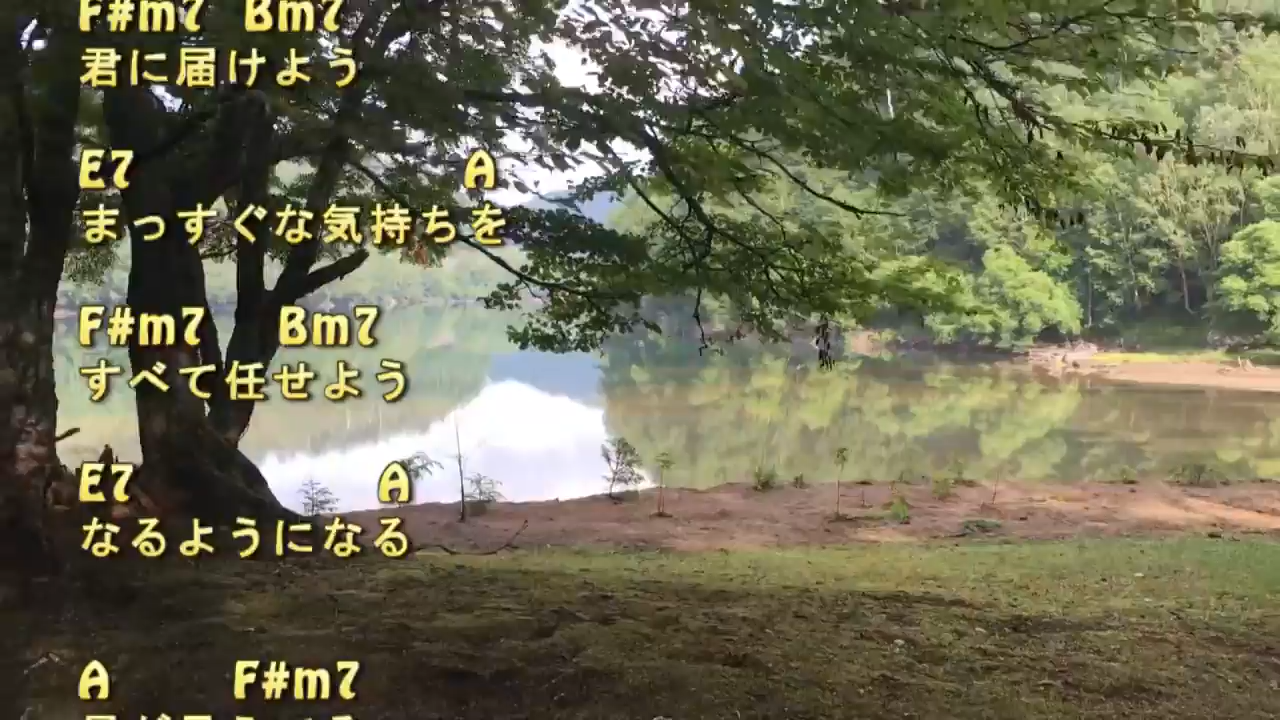 F#m7 Bm7
君に届けよう
E7 A
まっすぐな気持ちを
F#m7 Bm7
すべて任せよう
E7 A
なるようになる
A F#m7